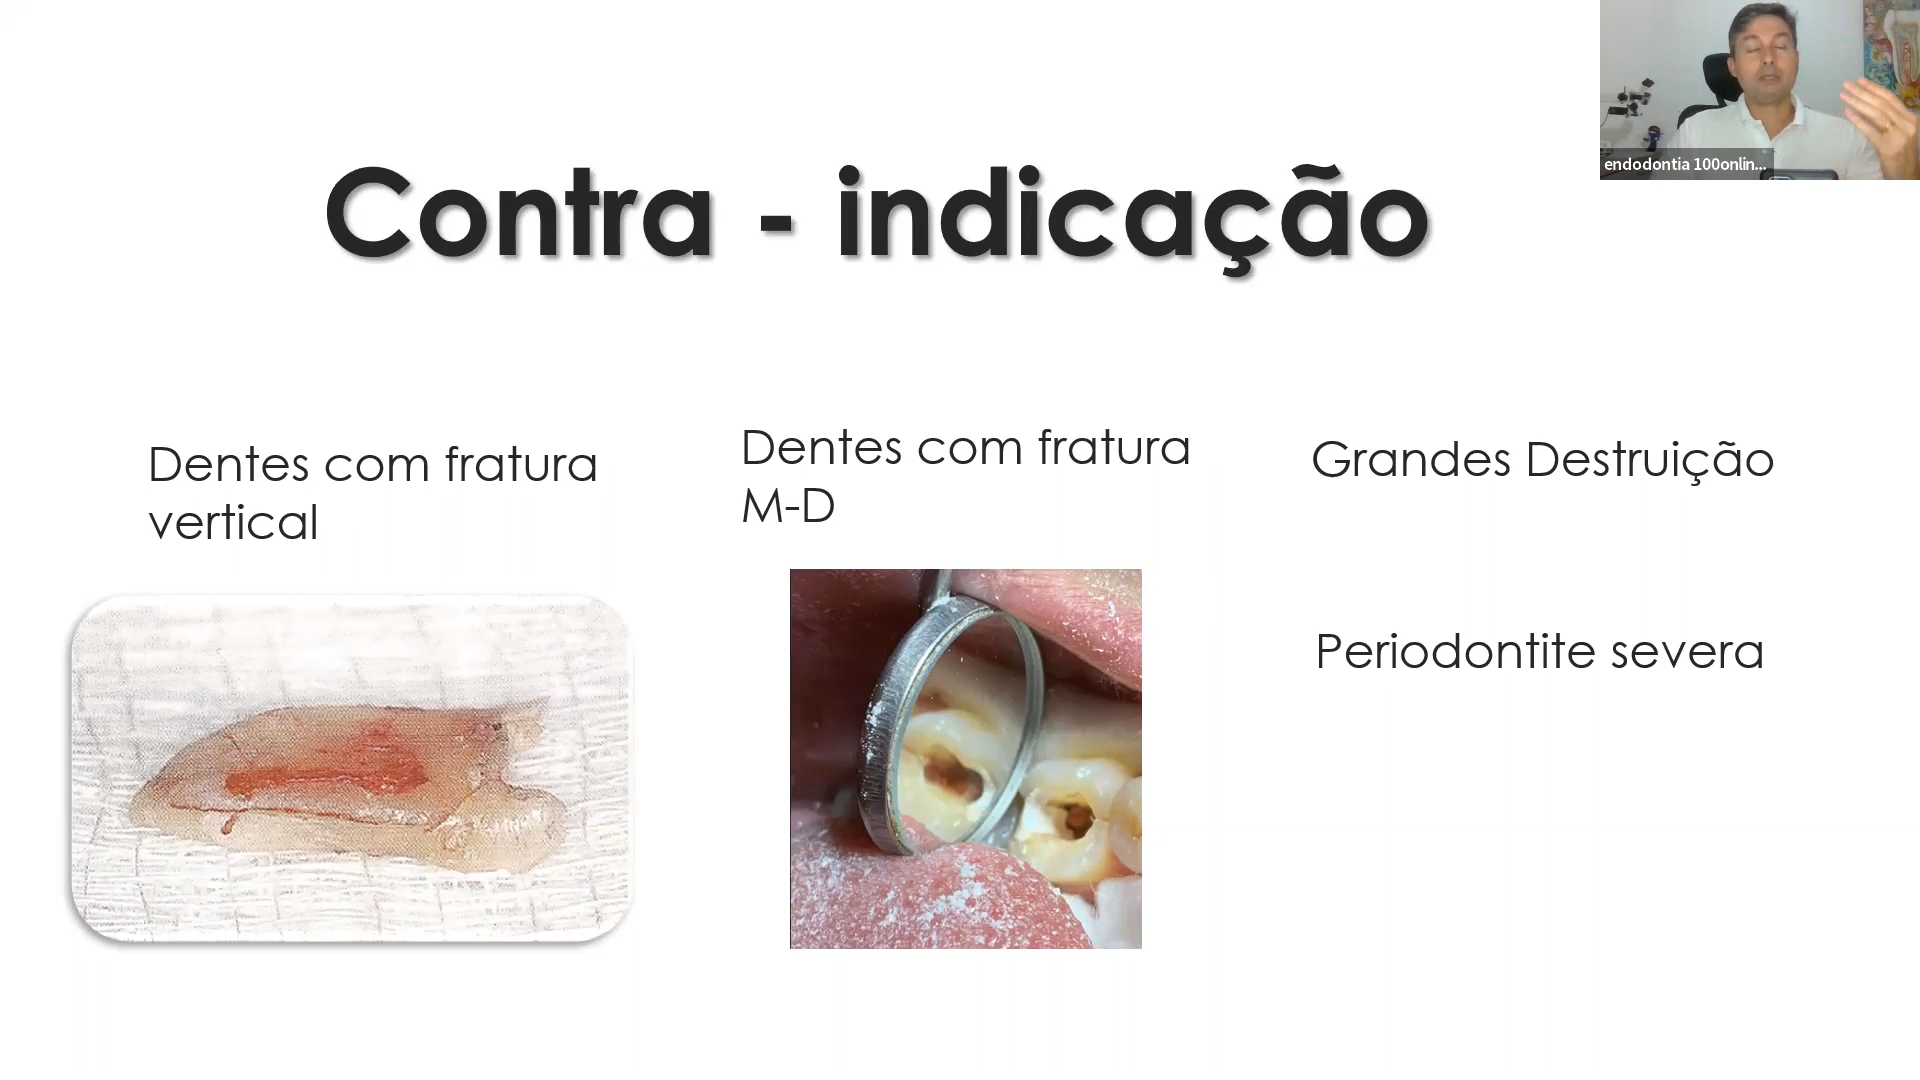 endodontia 100onlin...
Contra - indicação
Dentes com fratura
vertical
Dentes com fratura
M-D
Grandes Destruição
Periodontite severa